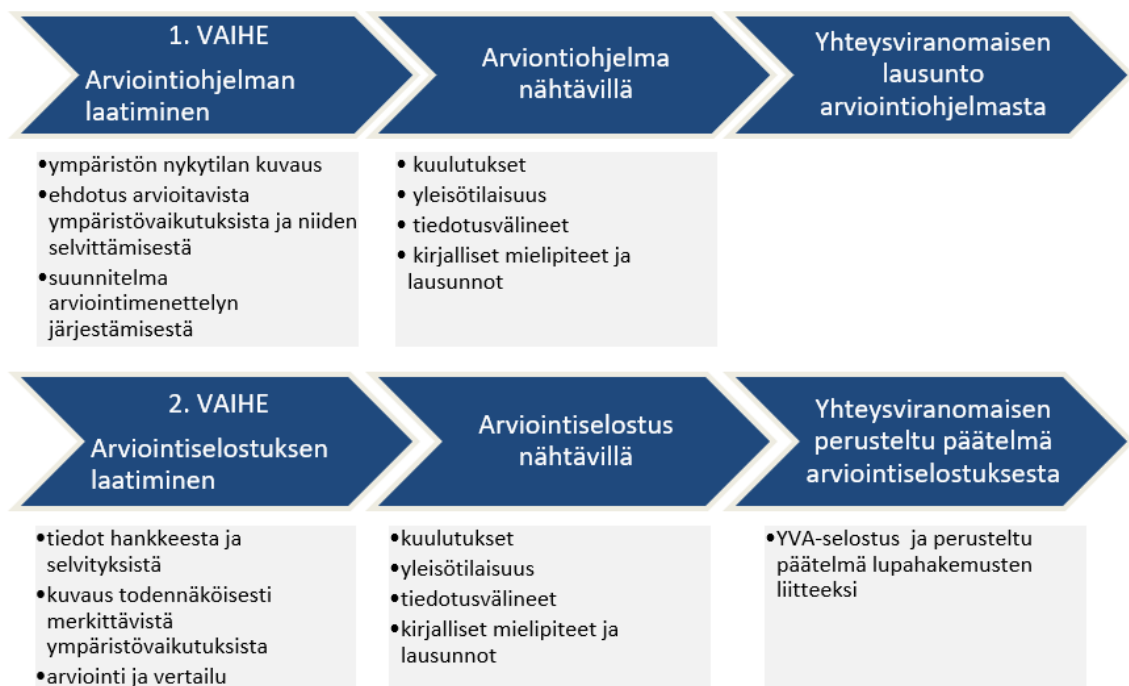 1. VAIHE
Arviointiohjelman
laatiminen
Arviontiohjelma
nähtävillä
Yhteysviranomaisen
lausunto
arviointiohjelmasta
•ympäristön nykytilan kuvaus
•ehdotus arvioitavista
ympäristövaikutuksista ja niiden
selvittämisestä
•suunnitelma
arviointimenettelyn
järjestämisestä
• kuulutukset
• yleisötilaisuus
• tiedotusvälineet
• kirjalliset mielipiteet ja
lausunnot
2. VAIHE
Arviointiselostuksen
laatiminen
Arviointiselostus
nähtävillä
Yhteysviranomaisen
perusteltu päätelmä
arviointiselostuksesta
•tiedot hankkeesta ja
selvityksistä
•kuvaus todennäköisesti
merkittävistä
ympäristövaikutuksista
•arviointi ja vertailu
•kuulutukset
•yleisötilaisuus
•tiedotusvälineet
•kirjalliset mielipiteet ja
lausunnot
•YVA-selostus ja perusteltu
päätelmä lupahakemusten
liitteeksi